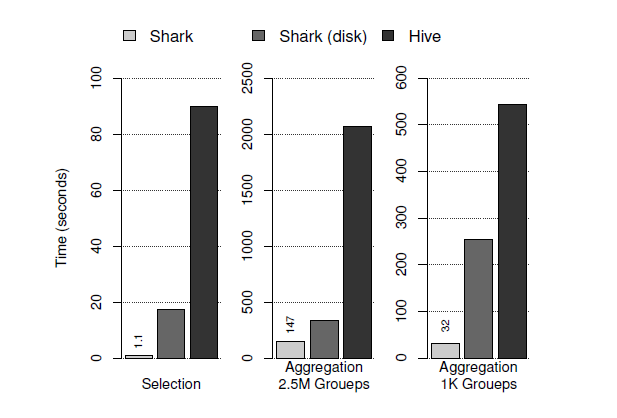 Shark Shark (disk) Hive
Time (seconds)
0 20 40 60 80 100
1.1
Selection
0 500 1000 1500 2000 2500
147
Aggregation
2.5M Groueps
0 100 200 300 400 500 600
32
Aggregation
1K Groueps